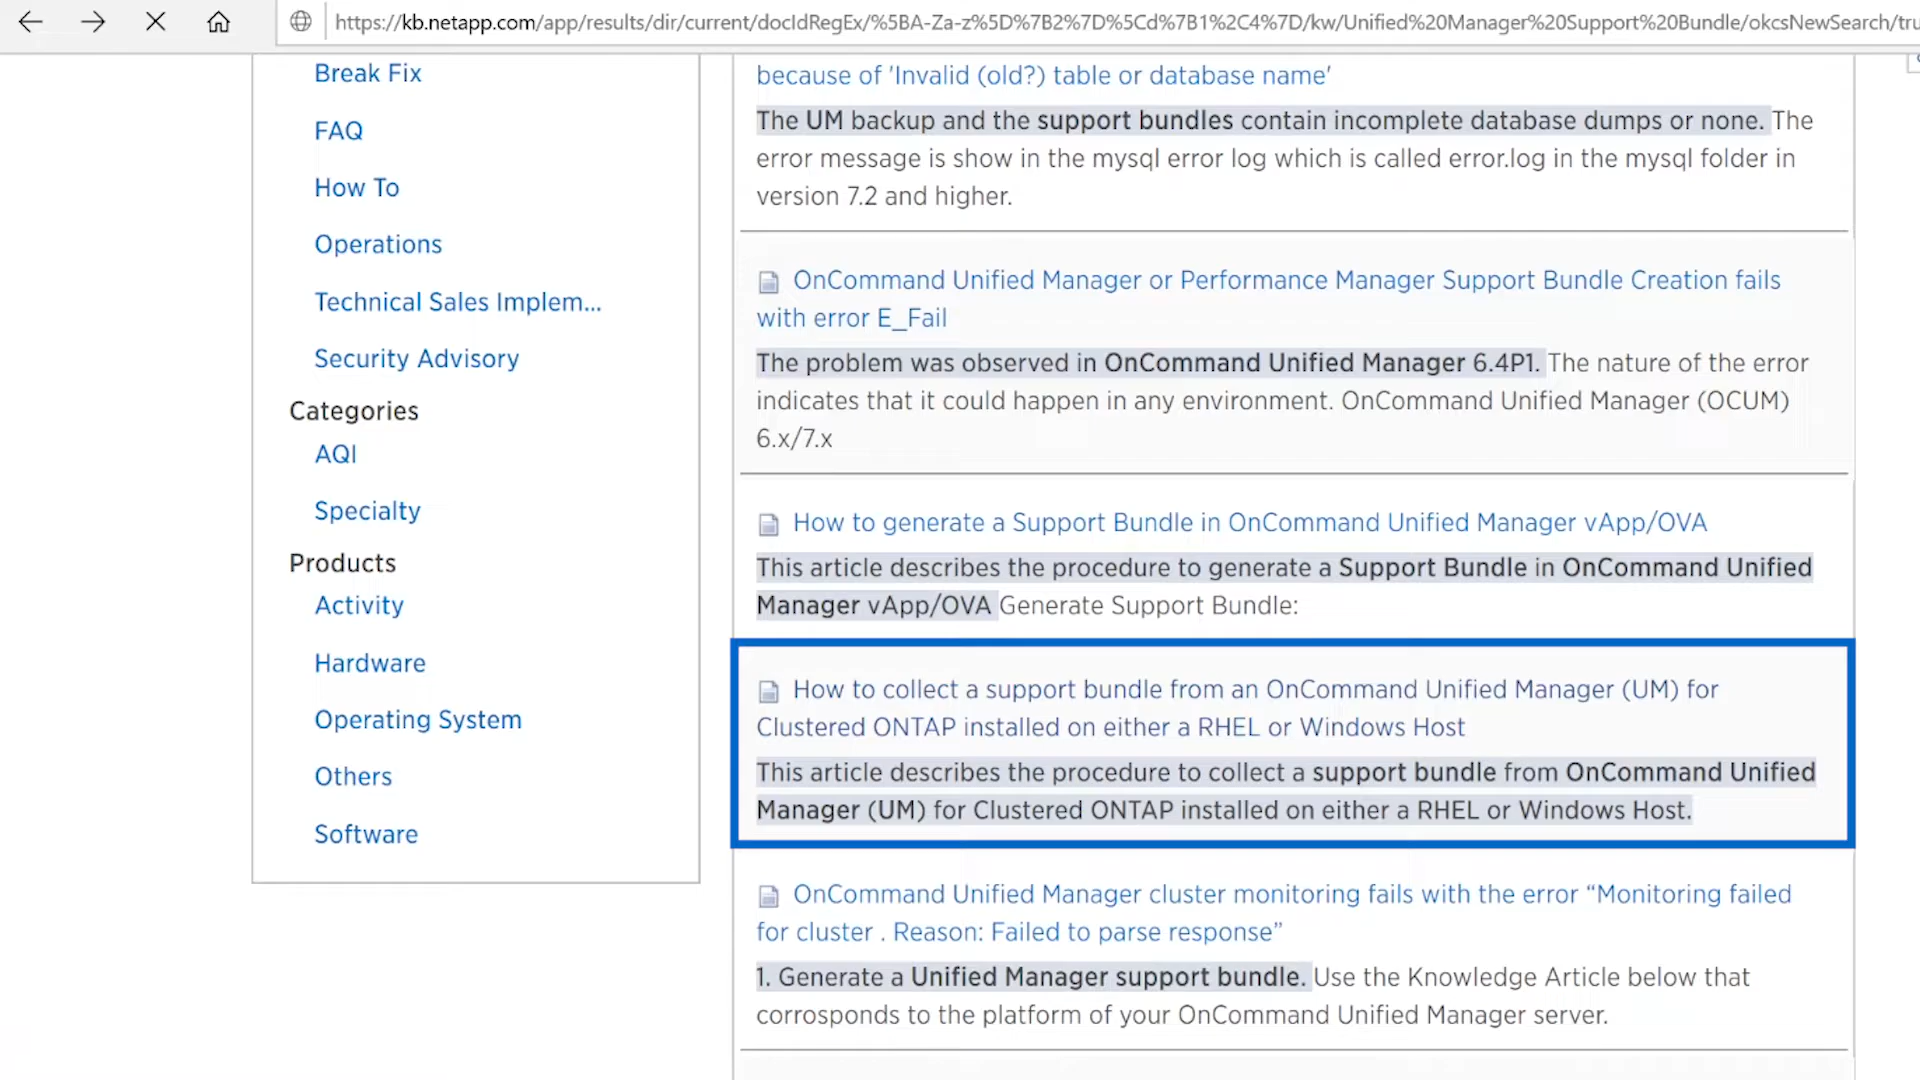 https://kb.netapp.com/app/results/dir/current/docIdRegEx/%5BA-Za-z%5D%7B2%7D%5Cd%7B1%2C4%7D/kw/Unified%20Manager%20Support%20Bundle/okcsNewSearch/tru
Break Fix
FAQ
How To
Operations
Technical Sales Implem...
Security Advisory
Categories
AQI
Specialty
Products
Activity
Hardware
Operating System
Others
Software
because of 'Invalid (old?) table or database name'
The UM backup and the support bundles contain incomplete database dumps or none. The
error message is show in the mysql error log which is called error.log in the mysql folder in
version 7.2 and higher.
OnCommand Unified Manager or Performance Manager Support Bundle Creation fails
with error E_Fail
The problem was observed in OnCommand Unified Manager 6.4P1. The nature of the error
indicates that it could happen in any environment. OnCommand Unified Manager (OCUM)
6.x/7.x
How to generate a Support Bundle in OnCommand Unified Manager vApp/OVA
This article describes the procedure to generate a Support Bundle in OnCommand Unified
Manager vApp/OVA Generate Support Bundle:
How to collect a support bundle from an OnCommand Unified Manager (UM) for
Clustered ONTAP installed on either a RHEL or Windows Host
This article describes the procedure to collect a support bundle from OnCommand Unified
Manager (UM) for Clustered ONTAP installed on either a RHEL or Windows Host.
OnCommand Unified Manager cluster monitoring fails with the error “Monitoring failed
for cluster . Reason: Failed to parse response”
1. Generate a Unified Manager support bundle. Use the Knowledge Article below that
corrosponds to the platform of your OnCommand Unified Manager server.